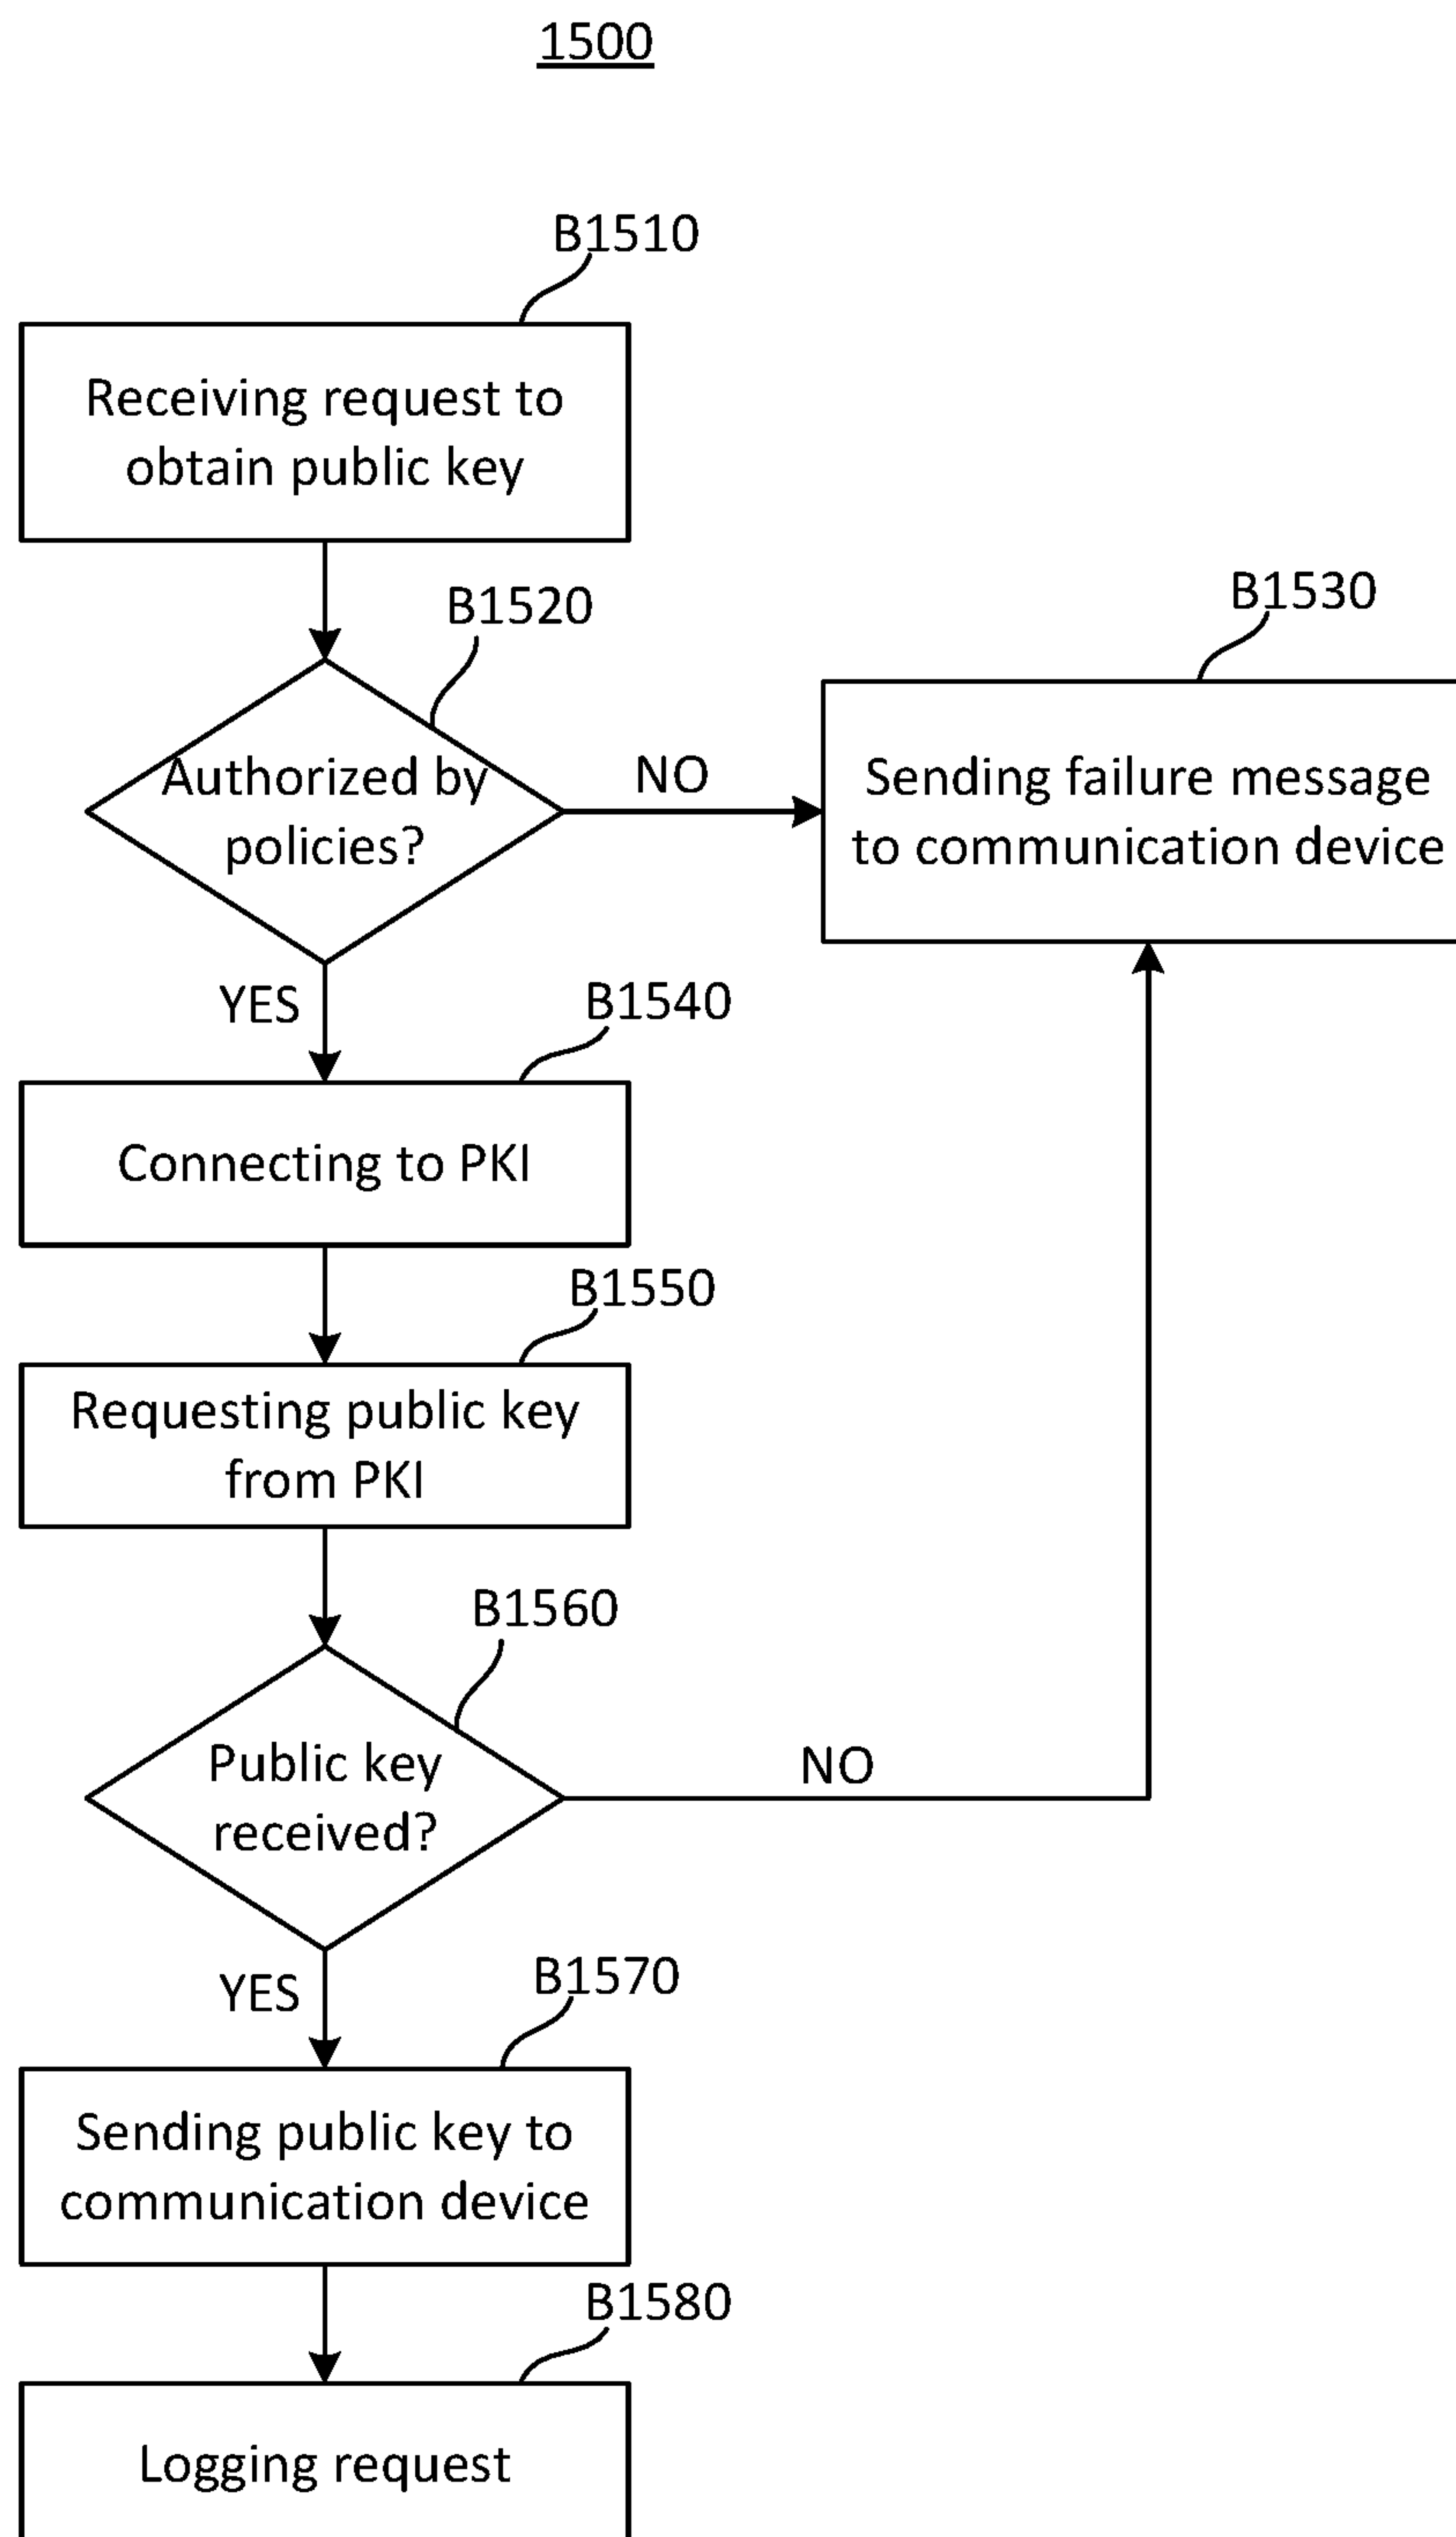 1500
B1510
Receiving request to
obtain public key
B1520
Authorized by
policies?
NO
B1530
Sending failure message
to communication device
YES
B1540
Connecting to PKI
B1550
Requesting public key
from PKI
B1560
Public key
received?
NO
YES
B1570
Sending public key to
communication device
B1580
Logging request